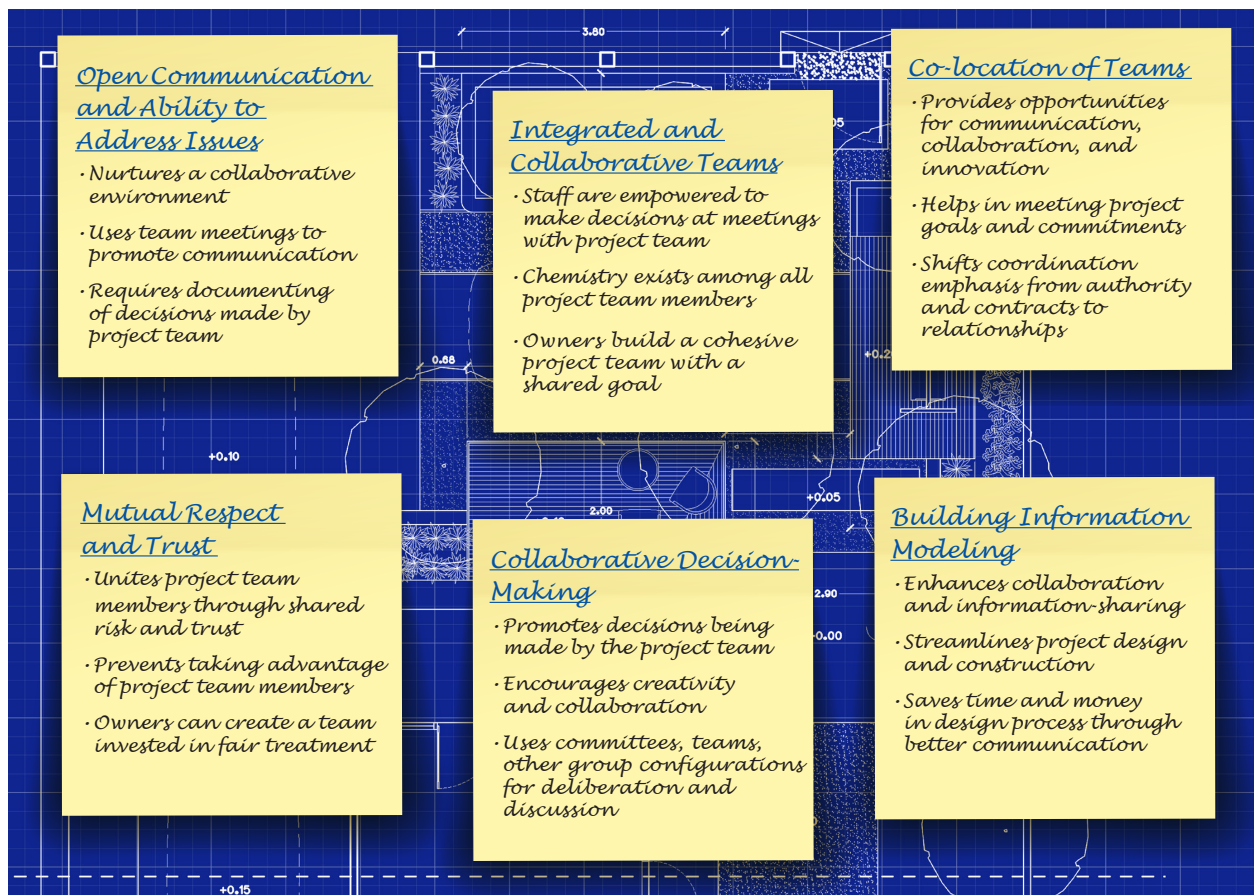 3.80
Open Communication
and Ability to
Address Issues
· Nurtures a collaborative
environment
· Uses team meetings to
promote communication
· Requires documenting
of decisions made by
project team
Integrated and
Collaborative Teams
· Staff are empowered to
make decisions at meetings
with project team
· Chemistry exists among all
project team members
· Owners build a cohesive
project team with a
shared goal
Co-location of Teams
· Provides opportunities
for communication,
collaboration, and
innovation
· Helps in meeting project
goals and commitments
· Shifts coordination
emphasis from authority
and contracts to
relationships
0.68
+0.10
+0.05
2.00
Mutual Respect
and Trust
· Unites project team
members through shared
risk and trust
· Prevents taking advantage
of project team members
· Owners can create a team
invested in fair treatment
Collaborative Decision-
Making
· Promotes decisions being
made by the project team
· Encourages creativity
and collaboration
· Uses committees, teams,
other group configurations
for deliberation and
discussion
2.90
+0.00
Building Information
Modeling
· Enhances collaboration
and information-sharing
· Streamlines project design
and construction
· Saves time and money
in design process through
better communication
+0.15